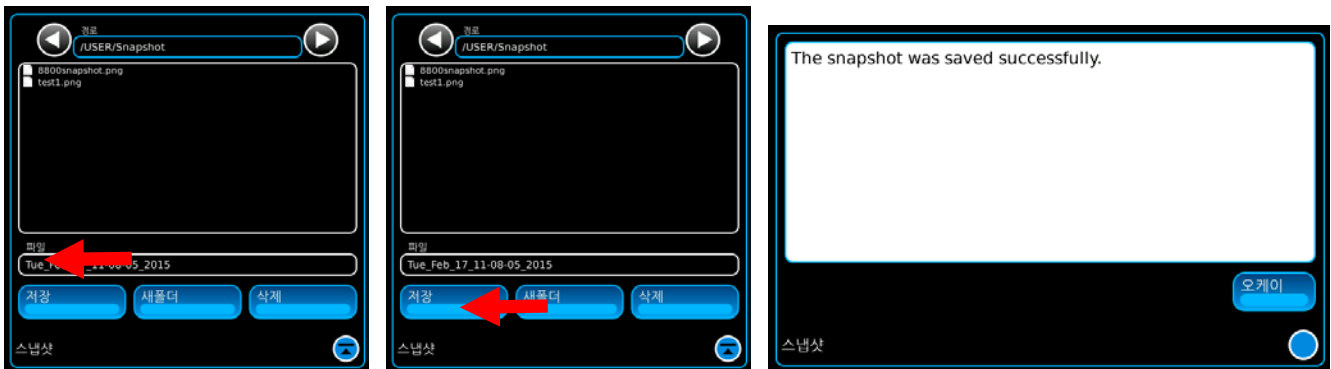 경로
/USER/Snapshot
8800snapshot.png
test1.png
파일
05_2015
저장
새폴더
삭제
스냅샷
경로
/USER/Snapshot
8800snapshot.png
test1.png
파일
Tue_Feb_17_11-08-05_2015
저장
새폴더
삭제
스냅샷
The snapshot was saved successfully.
오케이
스냅샷